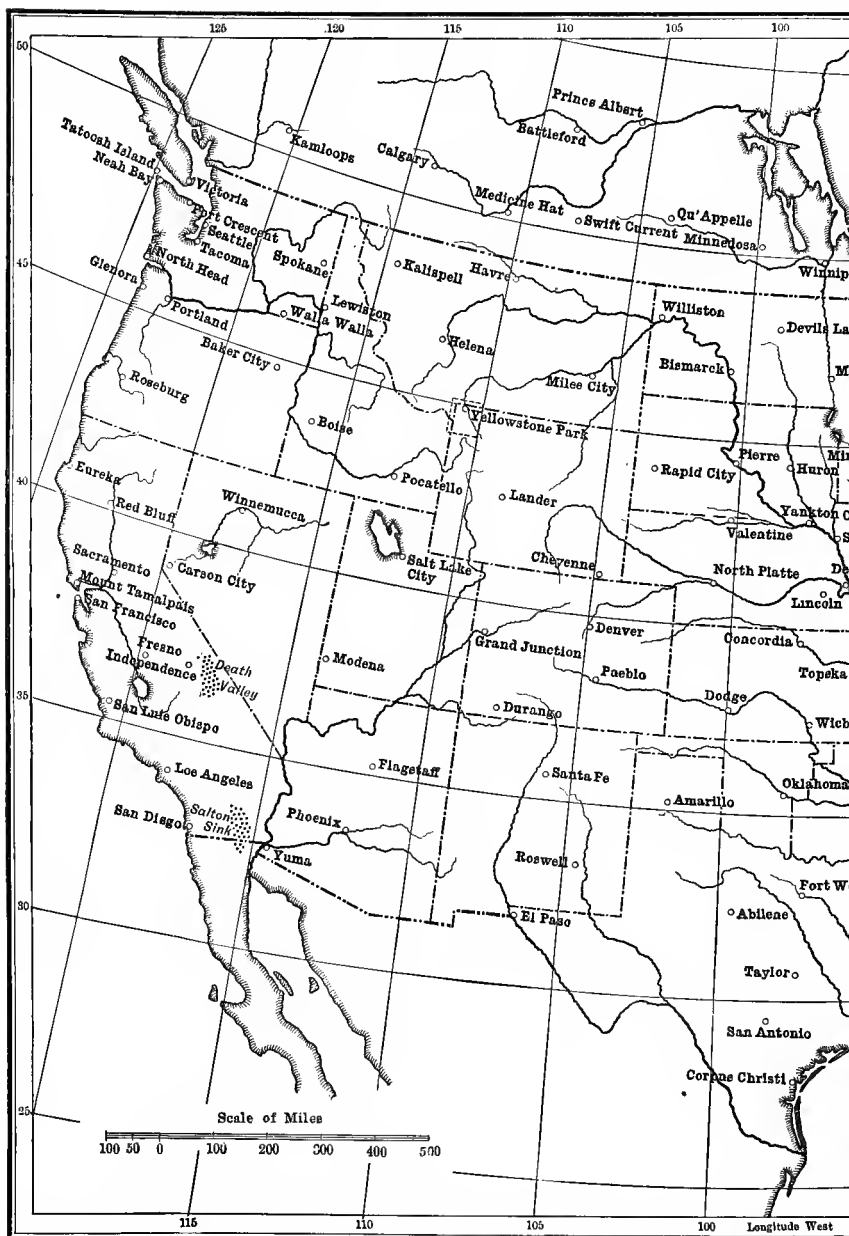 125 120 115 110 105 100
50
Prince Albert
Battleford
Kamloops
Calgary
Tatoosh Island
Neah Bay
Victoria
Medicine Hat
Qu'Appelle
Swift Current
Minnedosa
Port Crescent
Seattle
Tacoma
North Head
Spokane
Kalispell
Havre
Winnip
45
Glenora
Lewiston
Walla Walla
Williston
Portland
Devils La
Baker City
Helena
Milee City
Bismarck
M
Roseburg
Boise
Yellowstone Park
Pierre
Min
Eureka
Rapid City
Huron
Pocatello
40
Red Bluff
Winnemucca
Lander
Yankton
Valentine
C
S
Sacramento
Carson City
Salt Lake
City
Cheyenne
North Platte
De
Mount Tamalpais
San Francisco
Lincoln
Fresno
Independence
Death
Valley
Modena
Grand Junction
Denver
Concordia
Pueblo
Topeka
35
San Luis Obispo
Durango
Dodge
Wich
Los Angeles
Flagstaff
Santa Fe
Amarillo
Oklahoma
San Diego
Salton
Sink
Phoenix
Yuma
Roswell
Fort Wo
30
El Paso
Abilene
Taylor
San Antonio
Corpus Christi
25
Scale of Miles
100 50 0 100 200 300 400 500
115 110 105 100 Longitude West